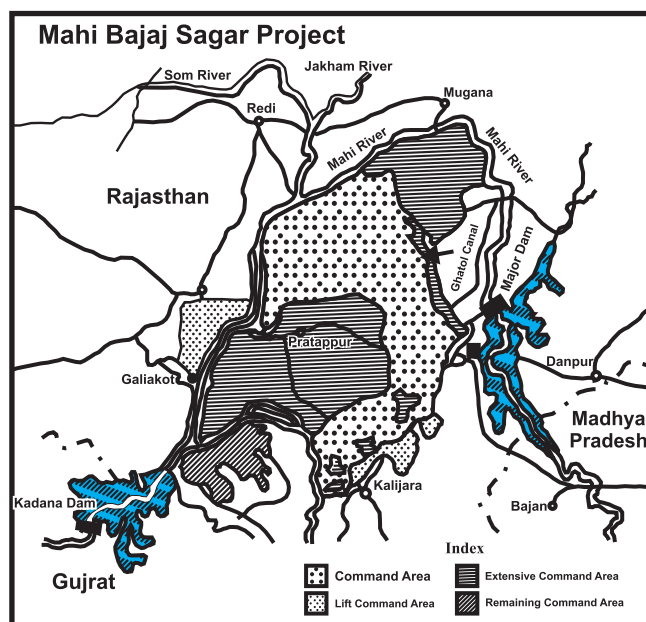 Mahi Bajaj Sagar Project
Som River
Jakham River
Redi
Mugana
Mahi River
Mahi River
Rajasthan
Ghatol Canal
Major Dam
Pratappur
Galiakot
Danpur
Madhya
Pradesh
Kadana Dam
Kalijara
Bajan
Gujrat
Index
Command Area
Extensive Command Area
Lift Command Area
Remaining Command Area